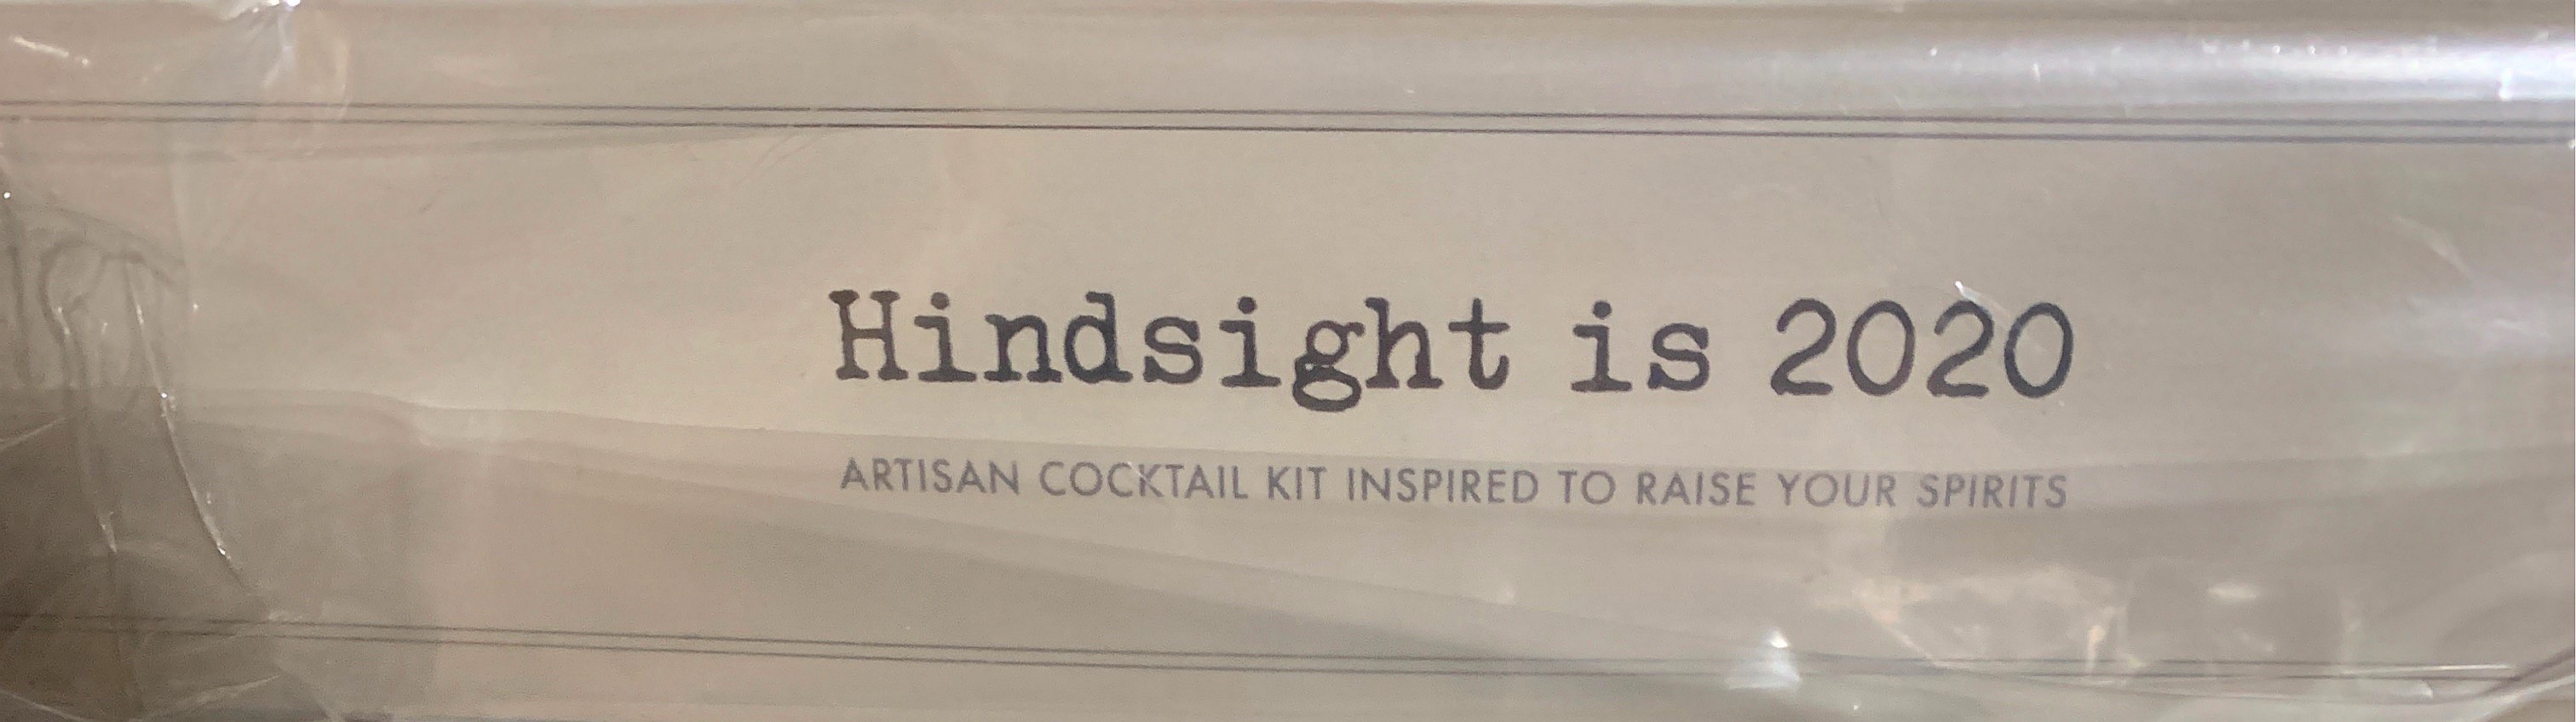 Hindsight is 2020
ARTISAN COCKTAIL KIT INSPIRED TO RAISE YOUR SPIRITS